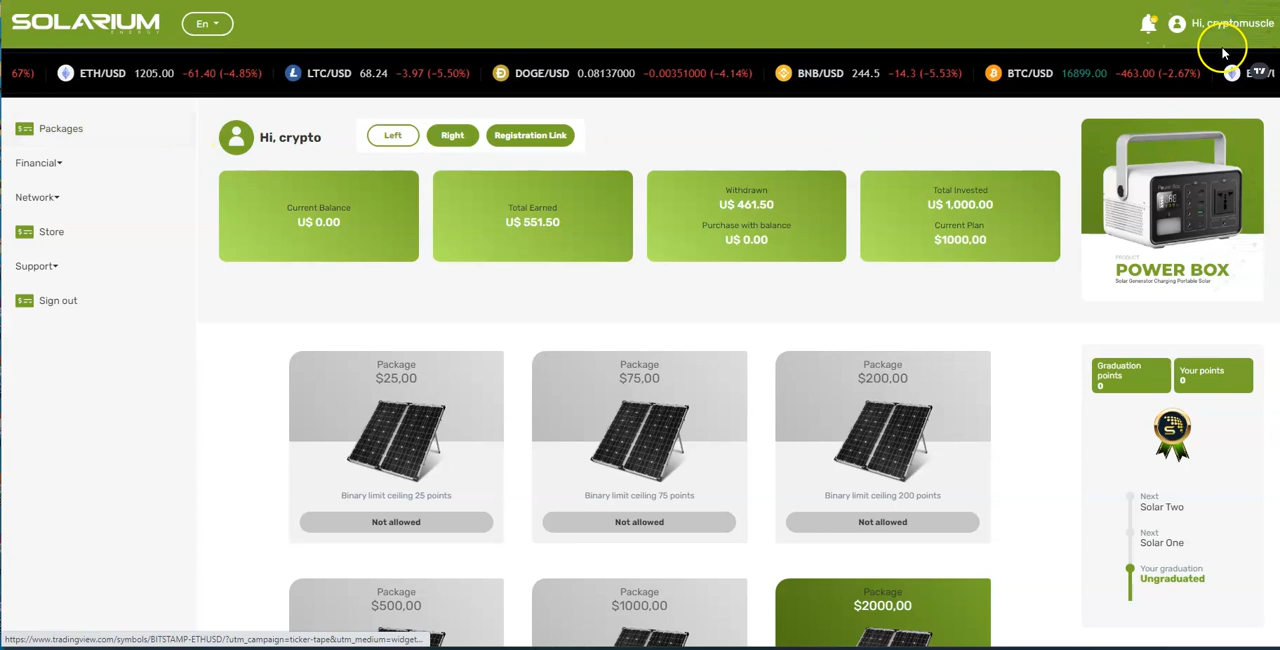 SOLARIUM
ENERGY
En
Hi, cryptomuscle
67%) ETH/USD 1205.00 −61.40 (−4.85%) LTC/USD 68.24 −3.97 (−5.50%) DOGE/USD 0.08137000 −0.00351000 (−4.14%) BNB/USD 244.5 −14.3 (−5.53%) BTC/USD 16899.00 −463.00 (−2.67%)
Packages
Financial
Network
Store
Support
Sign out
Hi, crypto
Left Right Registration Link
Current Balance
U$ 0.00
Total Earned
U$ 551.50
Withdrawn
U$ 461.50
Purchase with balance
U$ 0.00
Total Invested
U$ 1,000.00
Current Plan
$1000,00
PRODUCT
POWER BOX
Solar Generator Charging Portable Solar
Package
$25,00
Binary limit ceiling 25 points
Not allowed
Package
$75,00
Binary limit ceiling 75 points
Not allowed
Package
$200,00
Binary limit ceiling 200 points
Not allowed
Package
$500,00
Package
$1000,00
Package
$2000,00
Graduation
points
0
Your points
0
S
Next
Solar Two
Next
Solar One
Your graduation
Ungraduated
https://www.tradingview.com/symbols/BITSTAMP-ETHUSD/?utm_campaign=ticker-tape&utm_medium=widget...